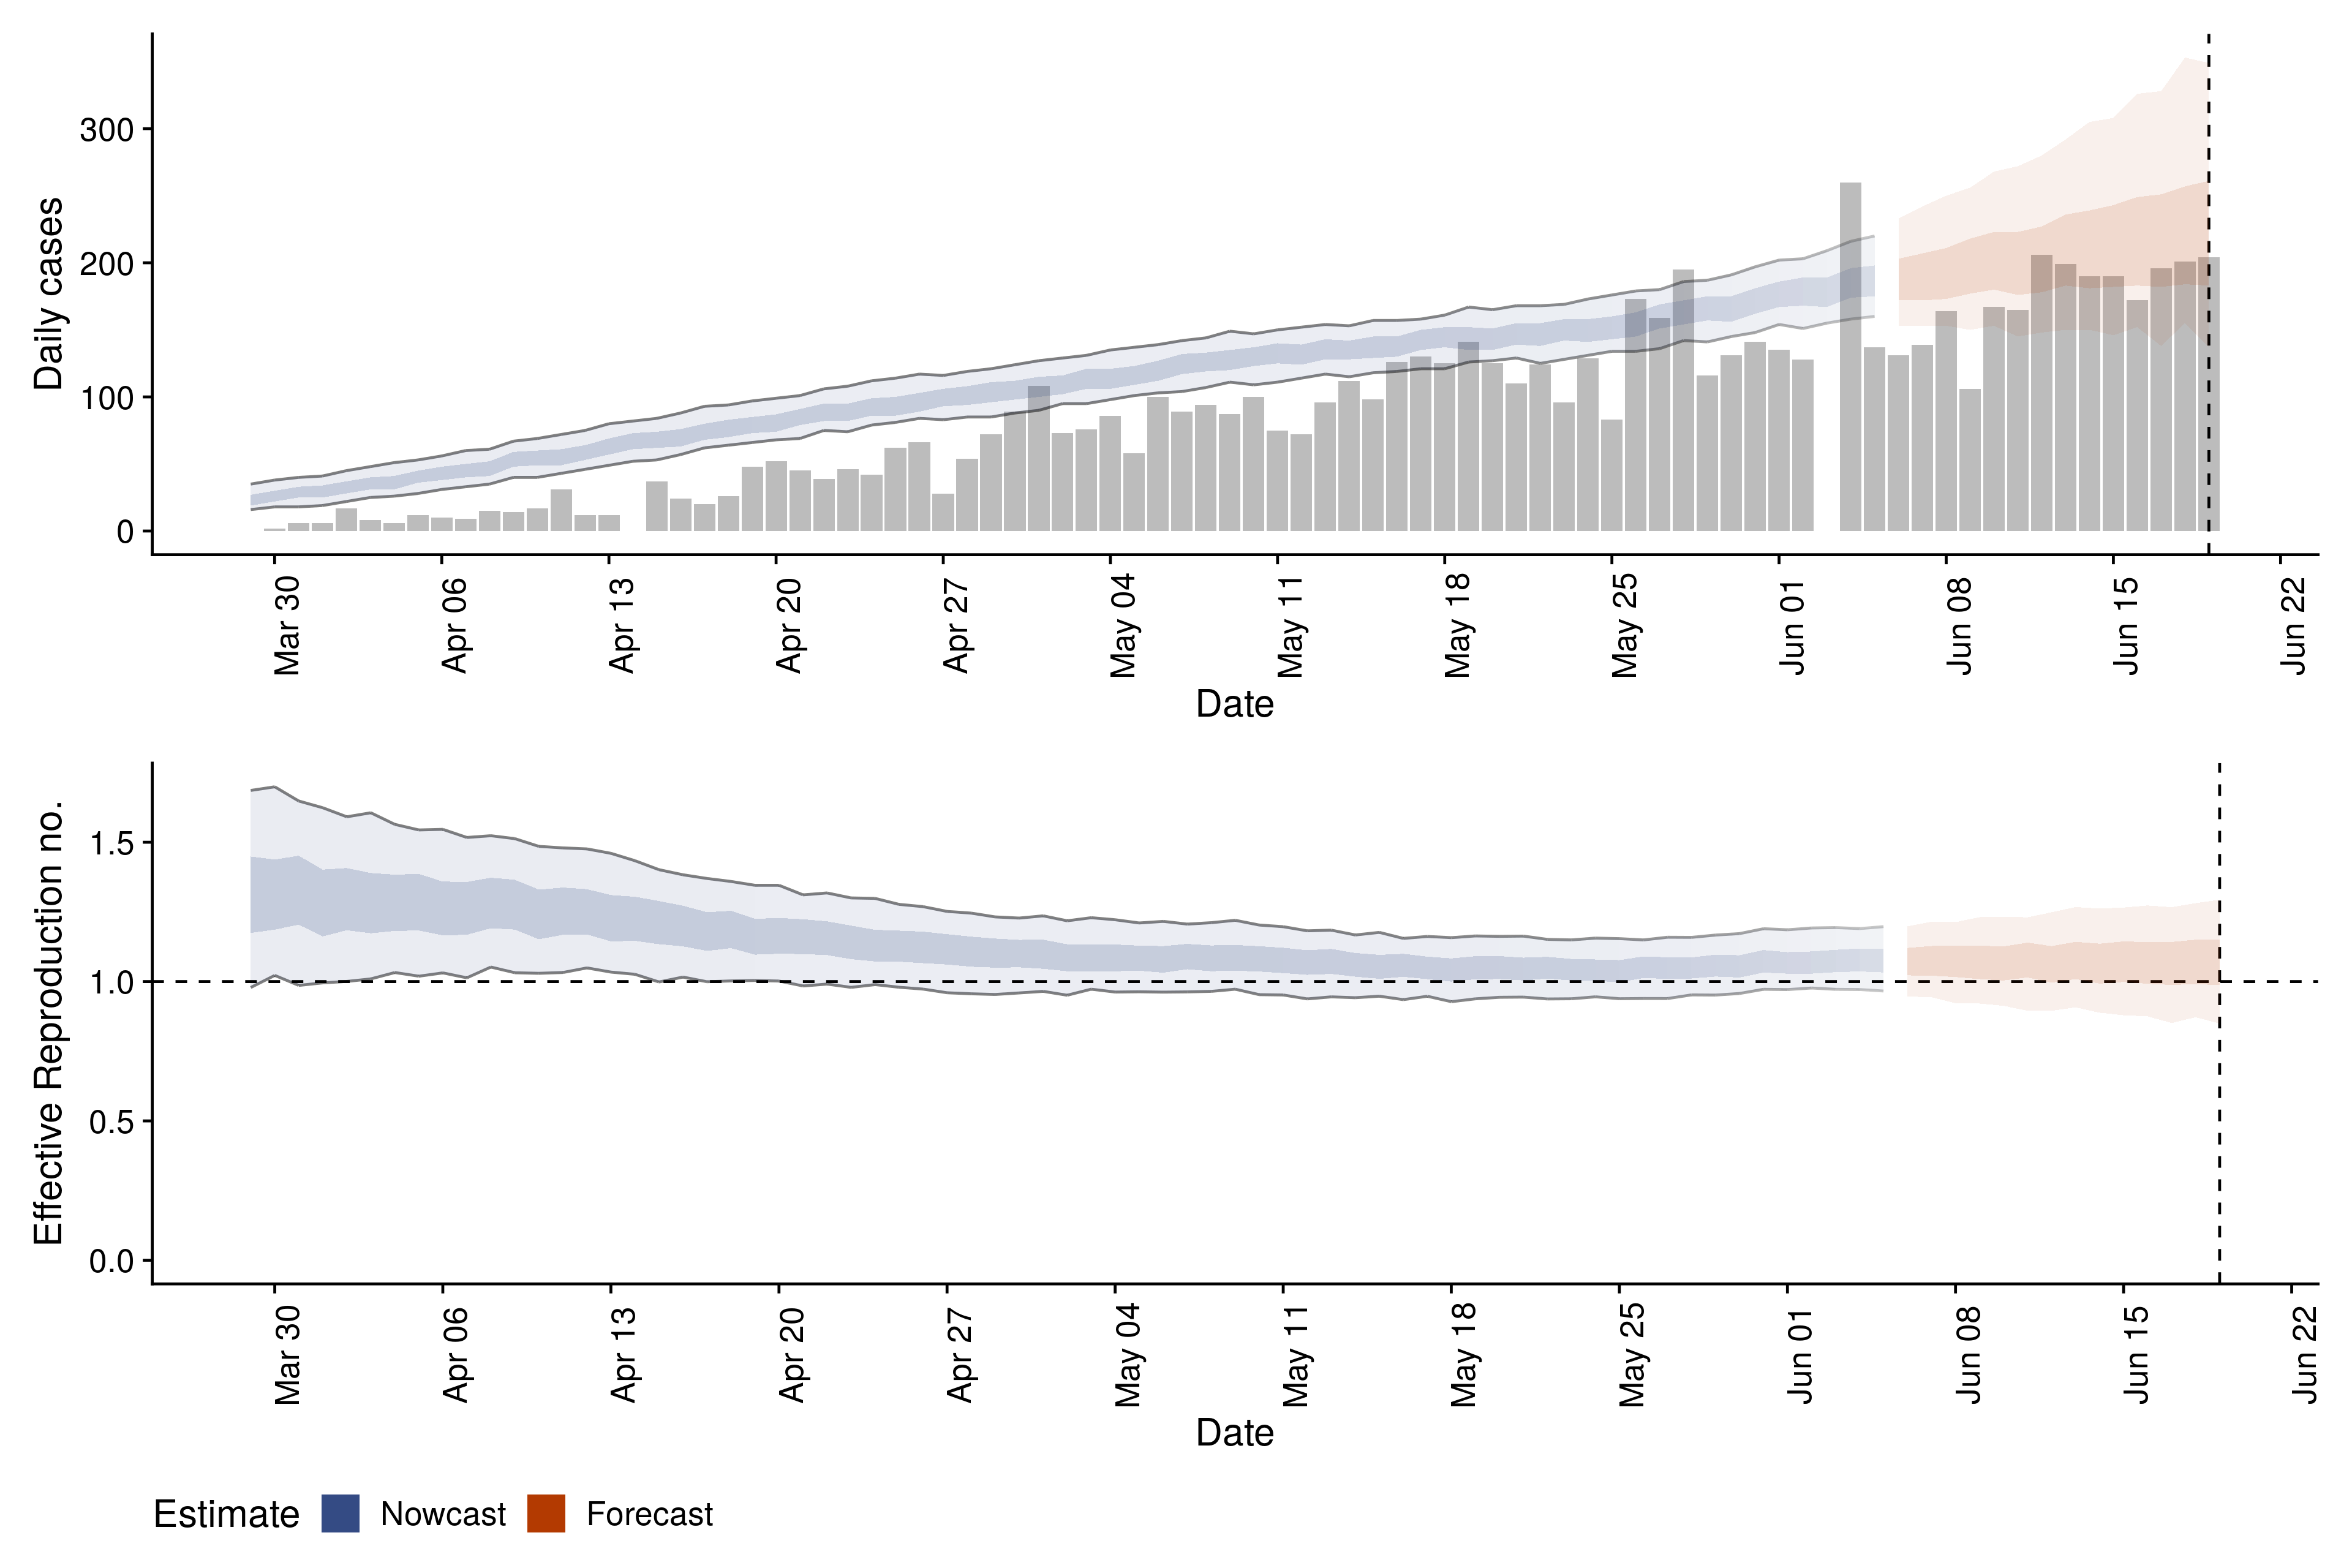 Daily cases
300
200
100
0
Mar 30
Apr 06
Apr 13
Apr 20
Apr 27
May 04
May 11
May 18
May 25
Jun 01
Jun 08
Jun 15
Jun 22
Date
Effective Reproduction no.
1.5
1.0
0.5
0.0
Mar 30
Apr 06
Apr 13
Apr 20
Apr 27
May 04
May 11
May 18
May 25
Jun 01
Jun 08
Jun 15
Jun 22
Date
Estimate Nowcast Forecast